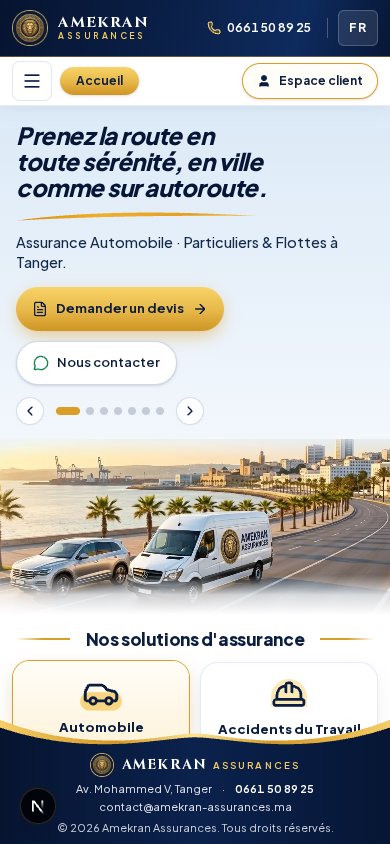 AMEKRAN
ASSURANCES
0661 50 89 25
FR
Accueil
Espace client
Prenez la route en
toute sérénité, en ville
comme sur autoroute.
Assurance Automobile · Particuliers & Flottes à
Tanger.
Demander un devis
Nous contacter
AMEKRAN
ASSURANCES
Nos solutions d'assurance
Automobile
Accidents du Travail
AMEKRAN ASSURANCES
Av. Mohammed V, Tanger · 0661 50 89 25
contact@amekran-assurances.ma
© 2026 Amekran Assurances. Tous droits réservés.
N